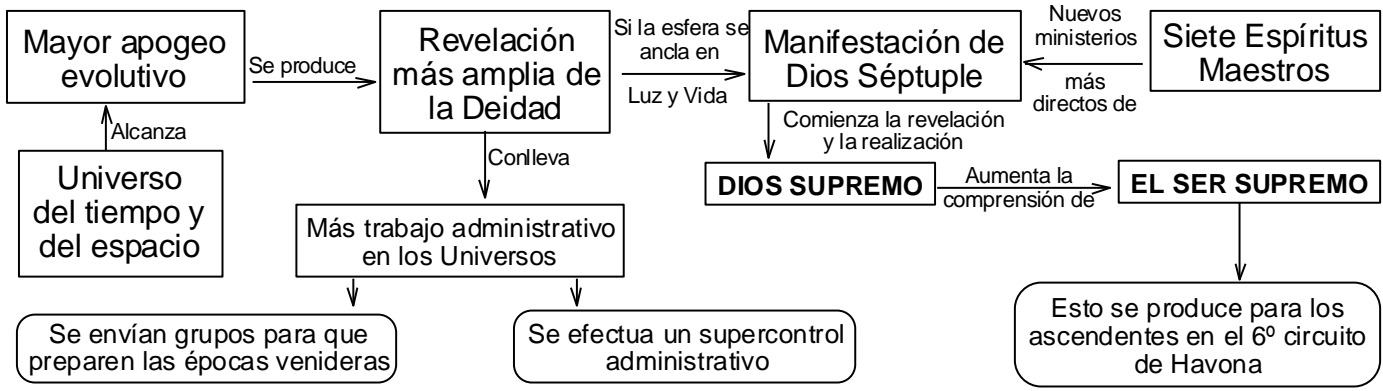 Mayor apogeo
evolutivo
Se produce
Revelación
más amplia de
la Deidad
Si la esfera se
ancla en
Luz y Vida
Manifestación de
Dios Séptuple
Nuevos
ministerios
más
directos de
Siete Espíritus
Maestros
Alcanza
Universo
del tiempo y
del espacio
Conlleva
Comienza la revelación
y la realización
DIOS SUPREMO
Aumenta la
comprensión de
EL SER SUPREMO
Más trabajo administrativo
en los Universos
Se envían grupos para que
preparen las épocas venideras
Se efectua un supercontrol
administrativo
Esto se produce para los
ascendentes en el 6º circuito
de Havona